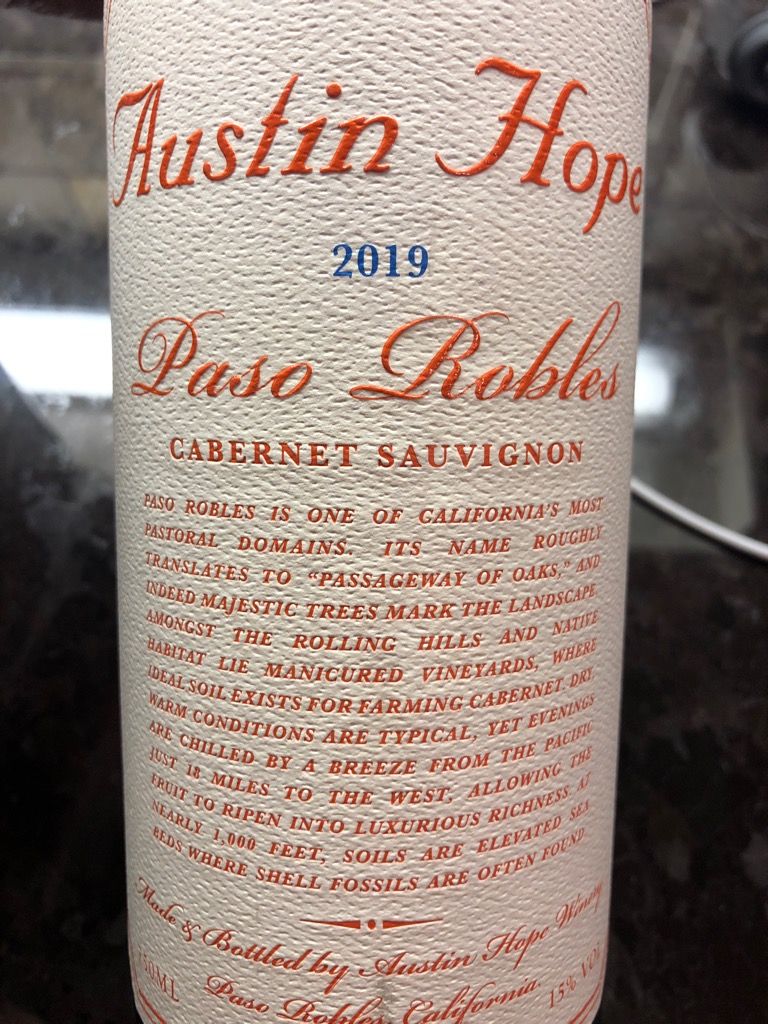 Austin Hope
2019
Paso Robles
CABERNET SAUVIGNON
PASO ROBLES IS ONE OF CALIFORNIA'S MOST
PASTORAL DOMAINS. ITS NAME ROUGHLY
TRANSLATES TO “PASSAGEWAY OF OAKS,” AND
INDEED MAJESTIC TREES MARK THE LANDSCAPE.
AMONGST THE ROLLING HILLS AND NATIVE
HABITAT LIE MANICURED VINEYARDS, WHERE
IDEAL SOIL EXISTS FOR FARMING CABERNET. DRY,
WARM CONDITIONS ARE TYPICAL, YET EVENINGS
ARE CHILLED BY A BREEZE FROM THE PACIFIC
JUST 18 MILES TO THE WEST, ALLOWING THE
FRUIT TO RIPEN INTO LUXURIOUS RICHNESS. AT
NEARLY 1,000 FEET, SOILS ARE ELEVATED SEA
BEDS WHERE SHELL FOSSILS ARE OFTEN FOUND.
Made & Bottled by Austin Hope Winery
750ML Paso Robles, California. 15% VOL